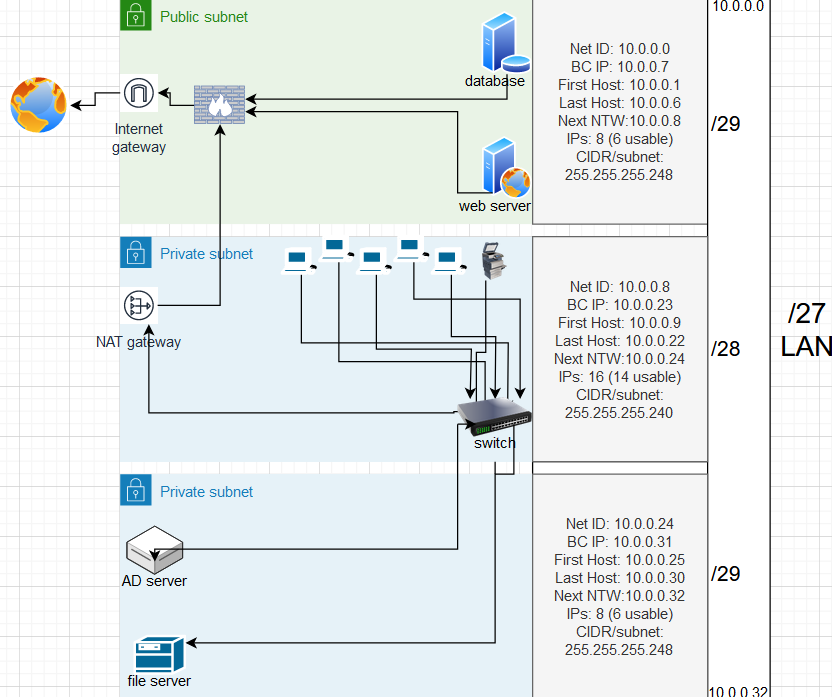 10.0.0.0
Public subnet
database
Internet
gateway
web server
Net ID: 10.0.0.0
BC IP: 10.0.0.7
First Host: 10.0.0.1
Last Host: 10.0.0.6
Next NTW:10.0.0.8
IPs: 8 (6 usable)
CIDR/subnet:
255.255.255.248
/29
Private subnet
NAT gateway
switch
Net ID: 10.0.0.8
BC IP: 10.0.0.23
First Host: 10.0.0.9
Last Host: 10.0.0.22
Next NTW:10.0.0.24
IPs: 16 (14 usable)
CIDR/subnet:
255.255.255.240
/28
/27
LAN
Private subnet
AD server
file server
Net ID: 10.0.0.24
BC IP: 10.0.0.31
First Host: 10.0.0.25
Last Host: 10.0.0.30
Next NTW:10.0.0.32
IPs: 8 (6 usable)
CIDR/subnet:
255.255.255.248
/29
10.0.0.32